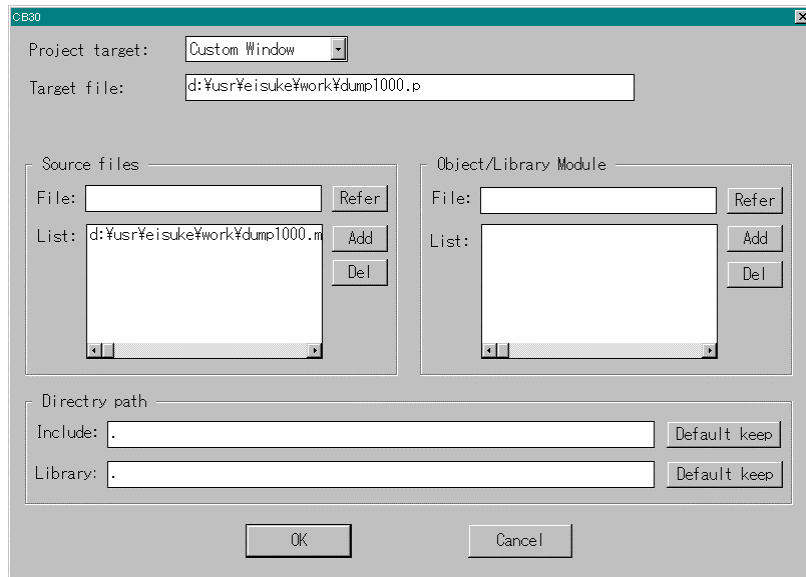 CB30
Project target: Custom Window
Target file: d:¥usr¥eisuke¥work¥dump1000.p
Source files
File: Refer
List: d:¥usr¥eisuke¥work¥dump1000.m Add
Del
Object/Library Module
File: Refer
List: Add
Del
Directry path
Include: . Default keep
Library: . Default keep
OK Cancel